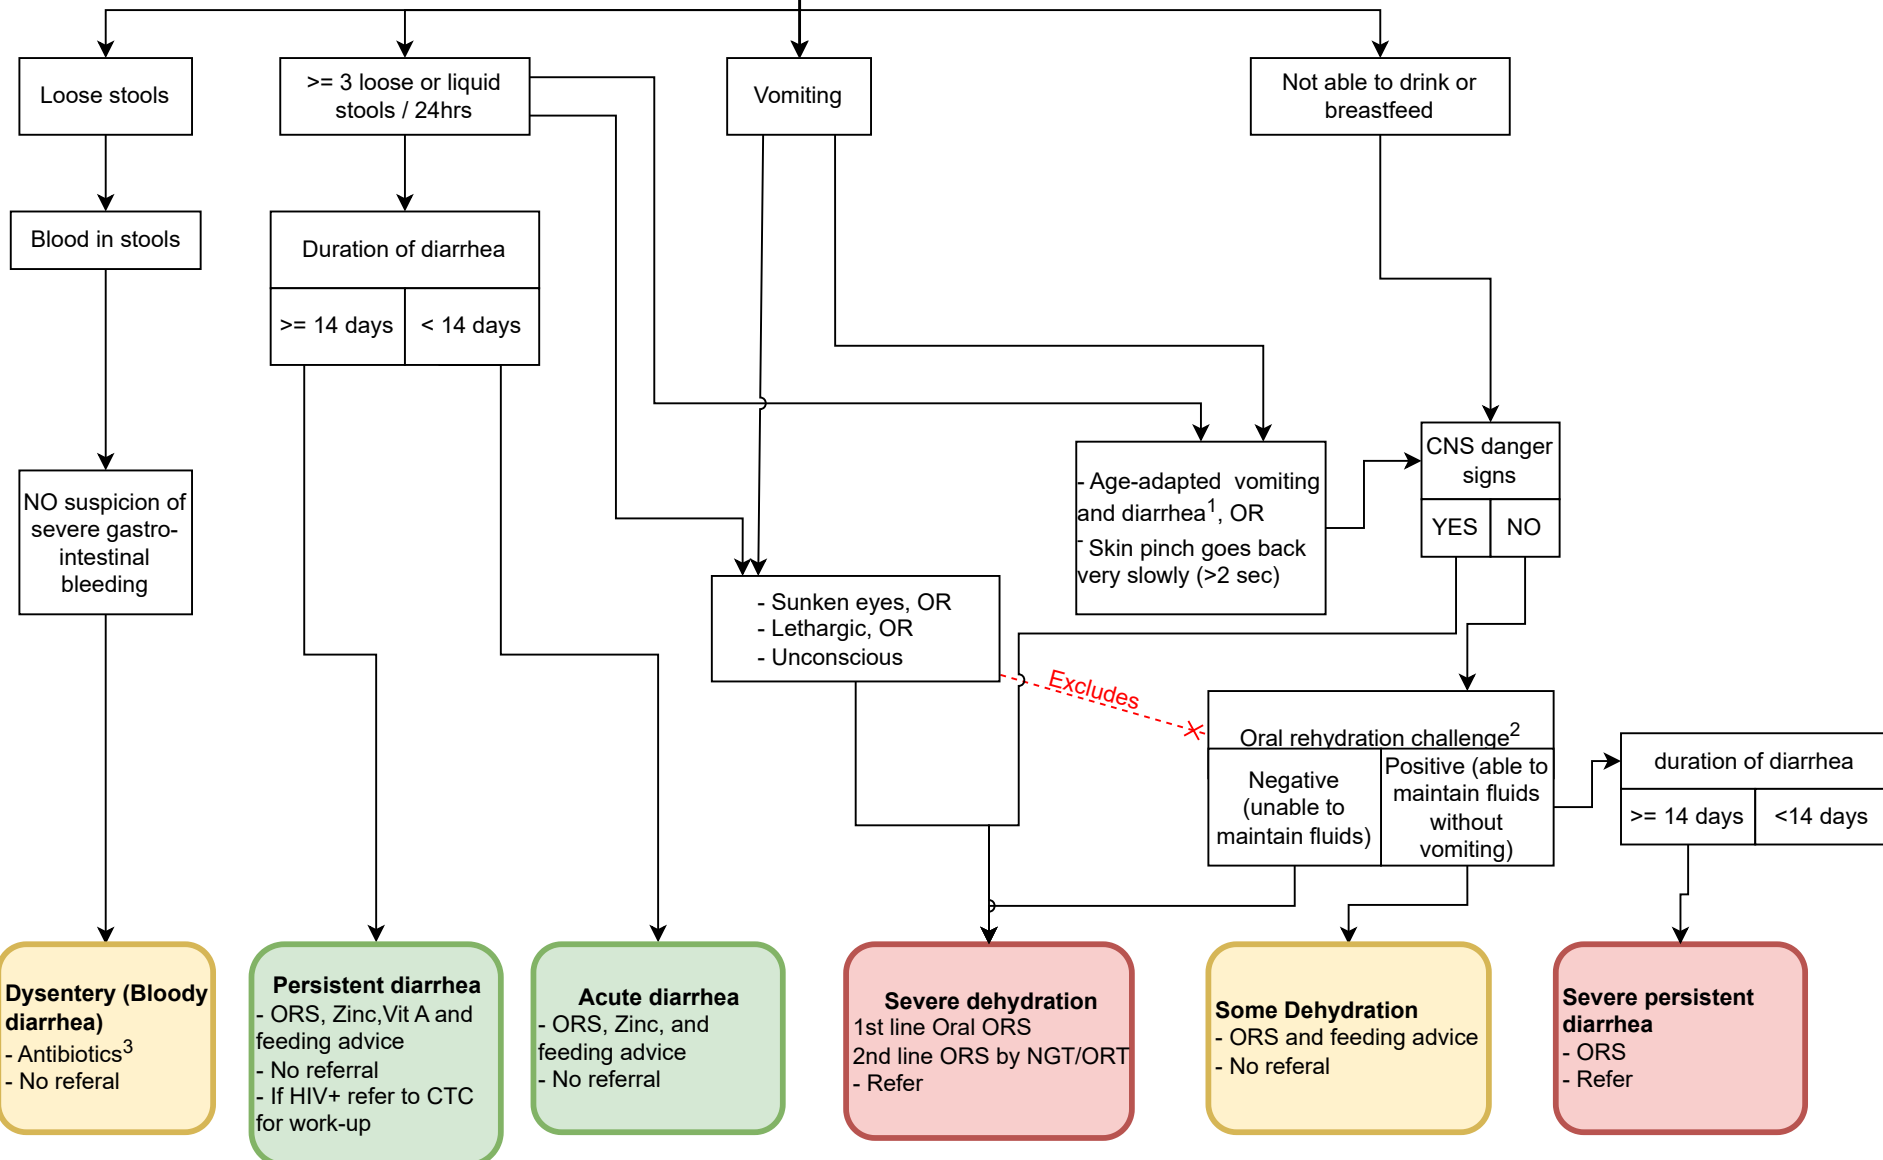 Loose stools
>= 3 loose or liquid
stools / 24hrs
Vomiting
Not able to drink or
breastfeed
Blood in stools
Duration of diarrhea
>= 14 days
< 14 days
NO suspicion of
severe gastro-
intestinal
bleeding
- Age-adapted vomiting
and diarrhea1, OR
- Skin pinch goes back
very slowly (>2 sec)
CNS danger
signs
YES
NO
- Sunken eyes, OR
- Lethargic, OR
- Unconscious
Excludes
Oral rehydration challenge2
Negative
(unable to
maintain fluids)
Positive (able to
maintain fluids
without
vomiting)
duration of diarrhea
>= 14 days
<14 days
Dysentery (Bloody
diarrhea)
- Antibiotics3
- No referal
Persistent diarrhea
- ORS, Zinc,Vit A and
feeding advice
- No referral
- If HIV+ refer to CTC
for work-up
Acute diarrhea
- ORS, Zinc, and
feeding advice
- No referral
Severe dehydration
1st line Oral ORS
2nd line ORS by NGT/ORT
- Refer
Some Dehydration
- ORS and feeding advice
- No referral
Severe persistent
diarrhea
- ORS
- Refer